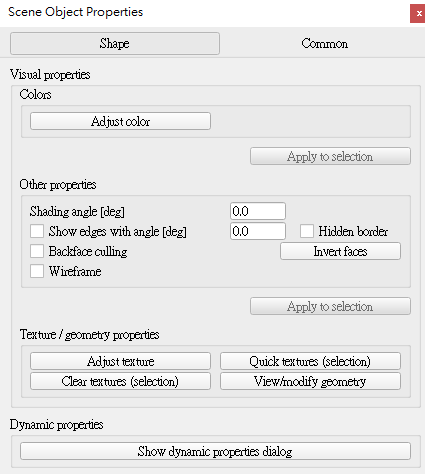 Scene Object Properties
x
Shape Common
Visual properties
Colors
Adjust color
Apply to selection
Other properties
Shading angle [deg] 0.0
Show edges with angle [deg] 0.0 Hidden border
Backface culling Invert faces
Wireframe
Apply to selection
Texture / geometry properties
Adjust texture Quick textures (selection)
Clear textures (selection) View/modify geometry
Dynamic properties
Show dynamic properties dialog